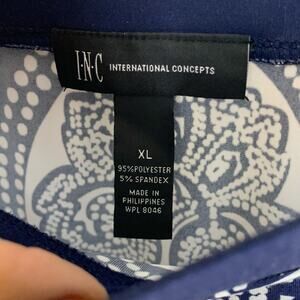 I·N·C INTERNATIONAL CONCEPTS
XL
95% POLYESTER
5% SPANDEX
MADE IN
PHILIPPINES
WPL 8046